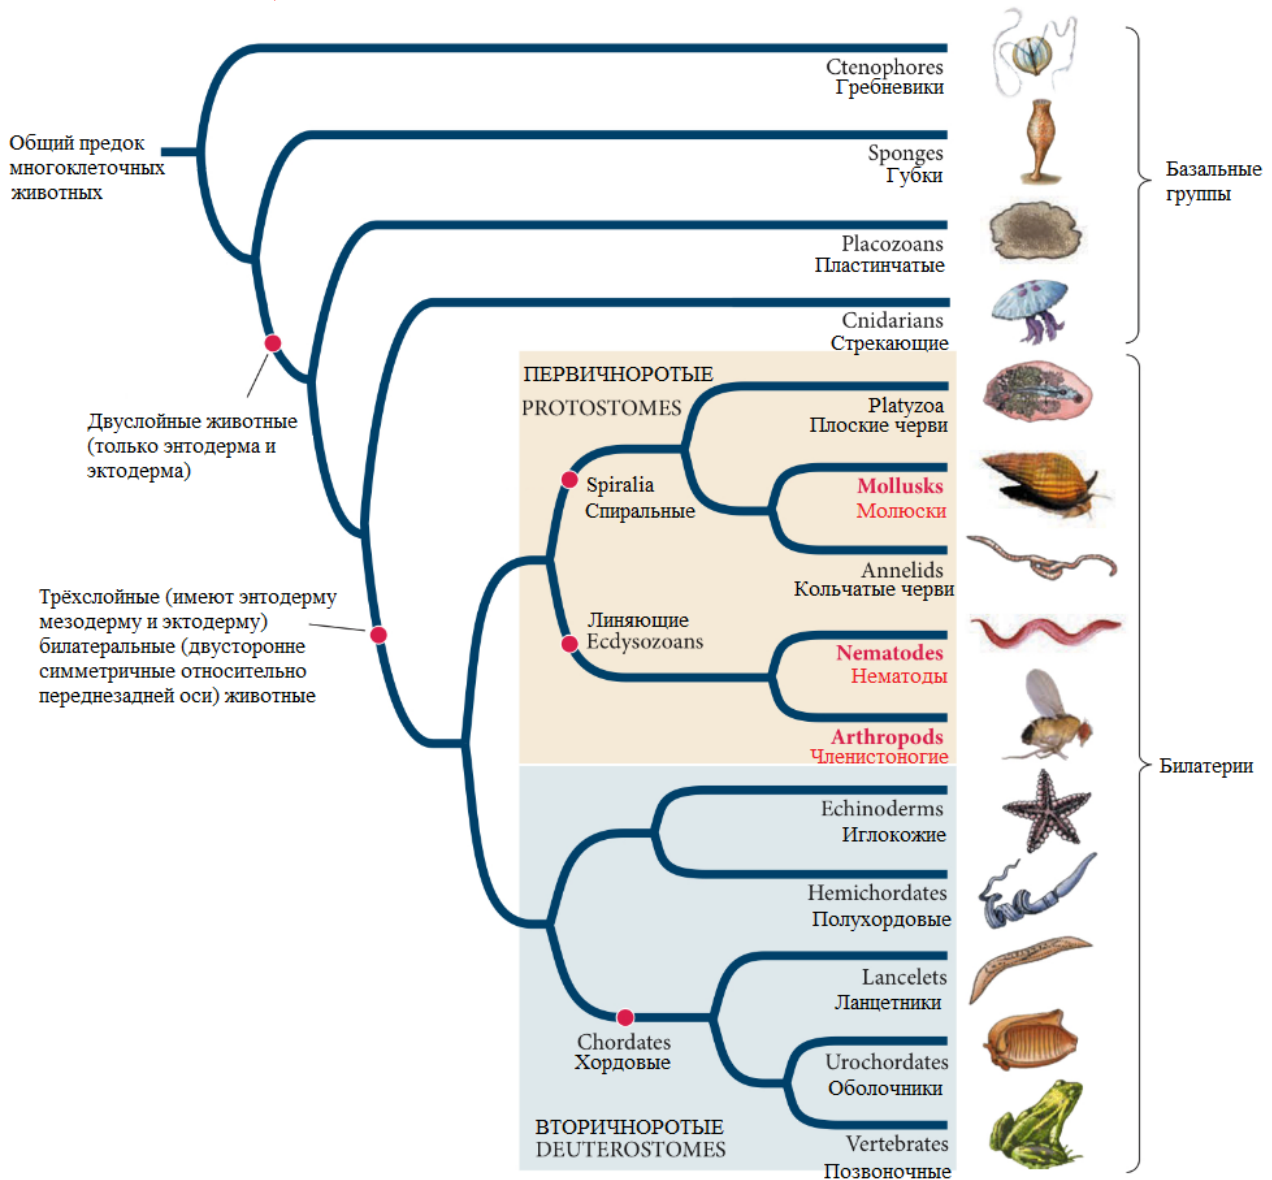 Ctenophores
Гребневики
Общий предок
многоклеточных
животных
Sponges
Губки
Базальные
группы
Placozoans
Пластинчатые
Cnidarians
Стрекающие
ПЕРВИЧНОРОТЫЕ
PROTOSTOMES
Platyzoa
Плоские черви
Двуслойные животные
(только энтодерма и
эктодерма)
Spiralia
Спиральные
Mollusks
Молюски
Annelids
Кольчатые черви
Трёхслойные (имеют энтодерму
мезодерму и эктодерму)
билатеральные (двусторонне
симметричные относительно
переднезадней оси) животные
Линяющие
Ecdysozoans
Nematodes
Нематоды
Arthropods
Членистоногие
Билатерии
Echinoderms
Иглокожие
Hemichordates
Полухордовые
Lancelets
Ланцетники
Chordates
Хордовые
Urochordates
Оболочники
ВТОРИЧНОРОТЫЕ
DEUTEROSTOMES
Vertebrates
Позвоночные